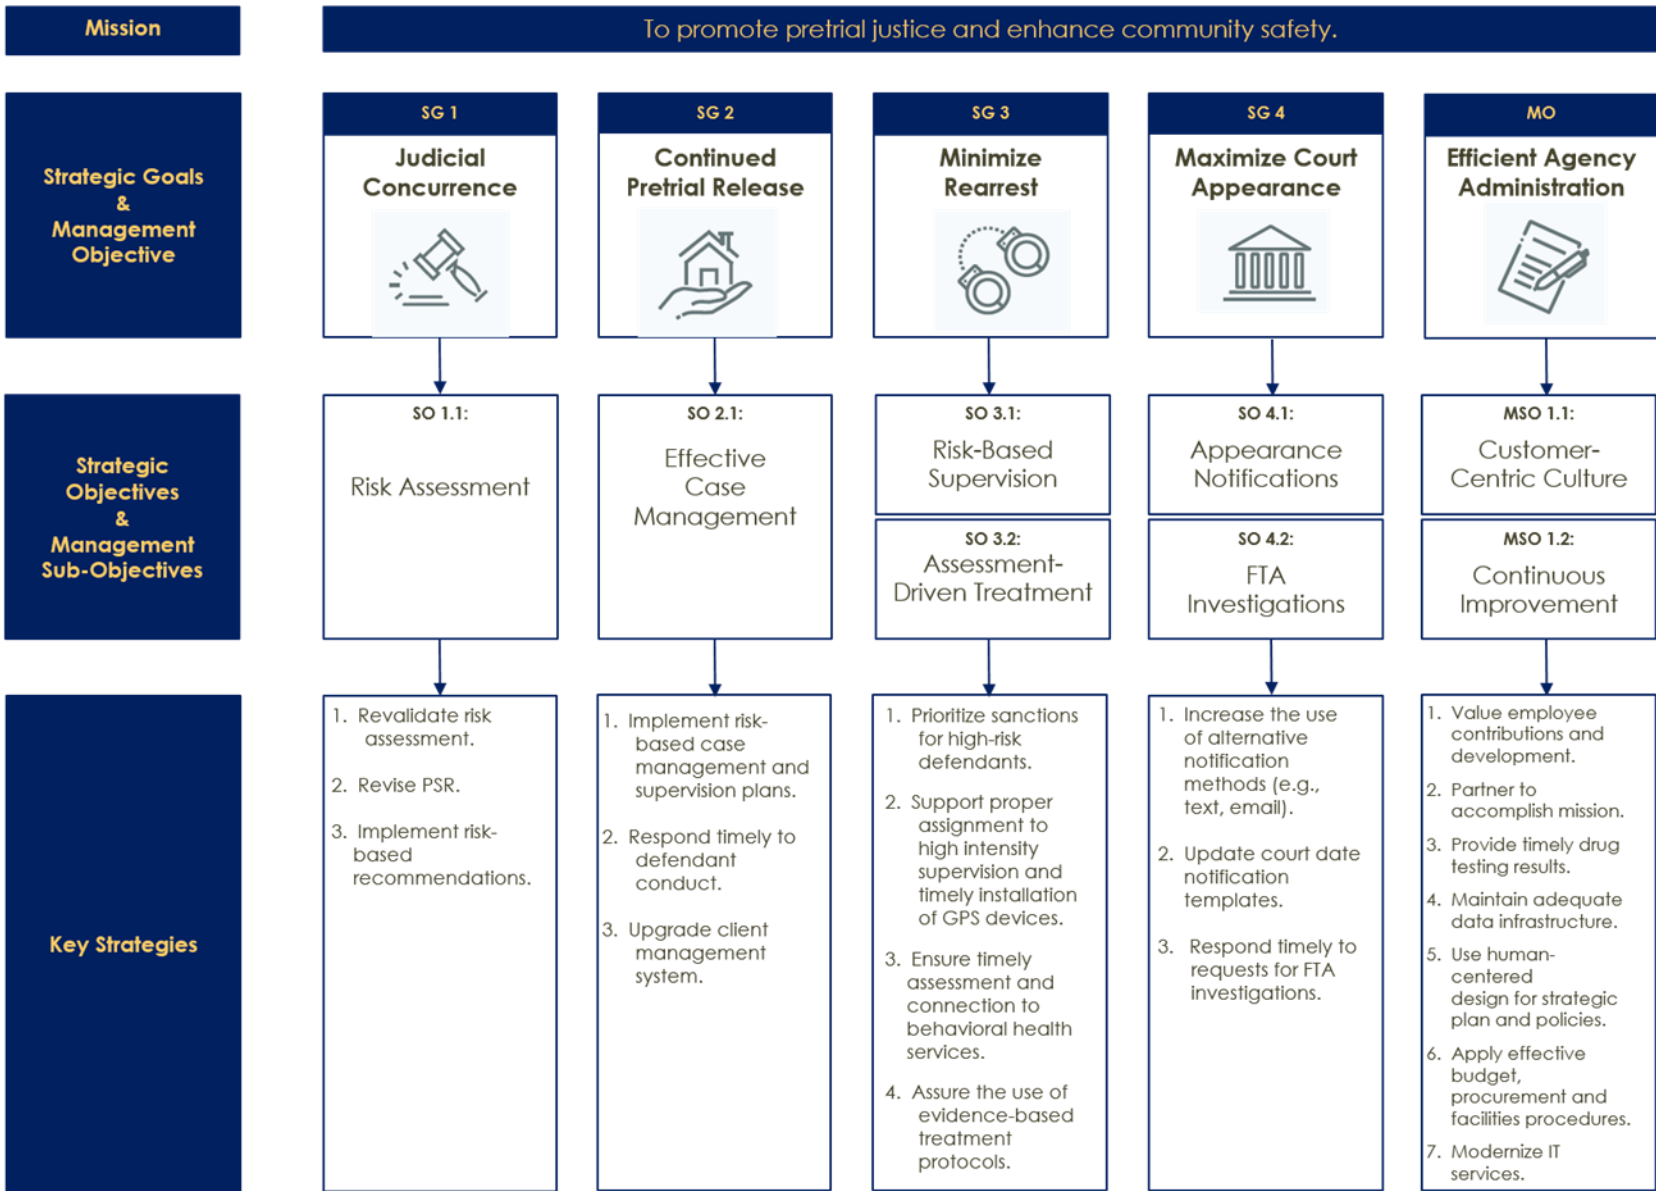 Mission
To promote pretrial justice and enhance community safety.
Strategic Goals
&
Management
Objective
SG 1
Judicial
Concurrence
SG 2
Continued
Pretrial Release
SG 3
Minimize
Rearrest
SG 4
Maximize Court
Appearance
MO
Efficient Agency
Administration
Strategic
Objectives
&
Management
Sub-Objectives
SO 1.1:
Risk Assessment
SO 2.1:
Effective
Case
Management
SO 3.1:
Risk-Based
Supervision
SO 3.2:
Assessment-
Driven Treatment
SO 4.1:
Appearance
Notifications
SO 4.2:
FTA
Investigations
MSO 1.1:
Customer-
Centric Culture
MSO 1.2:
Continuous
Improvement
Key Strategies
1. Revalidate risk
assessment.
2. Revise PSR.
3. Implement risk-
based
recommendations.
1. Implement risk-
based case
management and
supervision plans.
2. Respond timely to
defendant
conduct.
3. Upgrade client
management
system.
1. Prioritize sanctions
for high-risk
defendants.
2. Support proper
assignment to
high intensity
supervision and
timely installation
of GPS devices.
3. Ensure timely
assessment and
connection to
behavioral health
services.
4. Assure the use of
evidence-based
treatment
protocols.
1. Increase the use
of alternative
notification
methods (e.g.,
text, email).
2. Update court date
notification
templates.
3. Respond timely to
requests for FTA
investigations.
1. Value employee
contributions and
development.
2. Partner to
accomplish mission.
3. Provide timely drug
testing results.
4. Maintain adequate
data infrastructure.
5. Use human-
centered
design for strategic
plan and policies.
6. Apply effective
budget,
procurement and
facilities procedures.
7. Modernize IT
services.